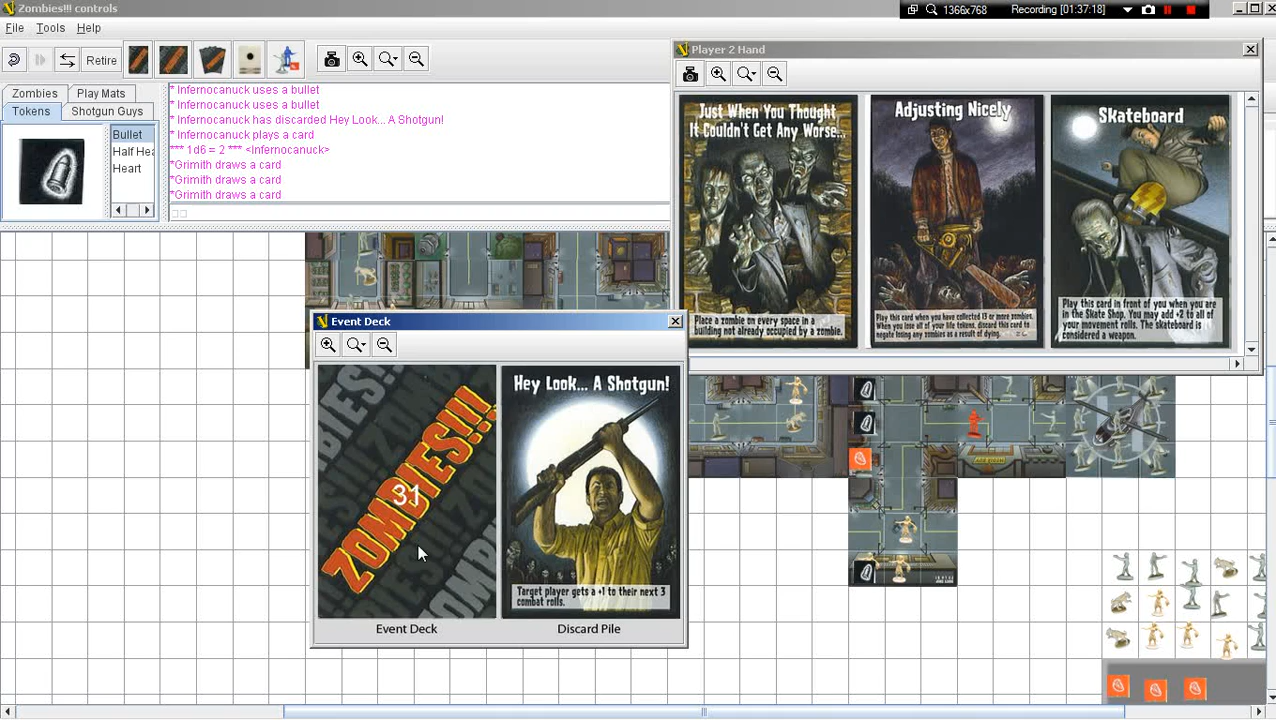 Zombies!!! controls
1366x768
Recording [01:37:18]
File Tools Help
Retire
Player 2 Hand
Zombies
Play Mats
Tokens
Shotgun Guys
Bullet
Half Hea
Heart
* Infernocanuck uses a bullet
* Infernocanuck uses a bullet
* Infernocanuck has discarded Hey Look... A Shotgun!
* Infernocanuck plays a card
*** 1d6 = 2 *** <Infernocanuck>
*Grimith draws a card
*Grimith draws a card
*Grimith draws a card
Just When You Thought
It Couldn't Get Any Worse...
Place a zombie on every space in a
building not already occupied by a zombie.
Adjusting Nicely
Play this card when you have collected 13 or more zombies.
When you lose all of your life tokens, discard this card to
negate losing any zombies as a result of dying.
Skateboard
Play this card in front of you when you are
in the Skate Shop. You may add +2 to all of
your movement rolls. The skateboard is
considered a weapon.
Event Deck
ZOMBIES!!!
37
Event Deck
Hey Look... A Shotgun!
Target player gets a +1 to their next 3
combat rolls.
Discard Pile